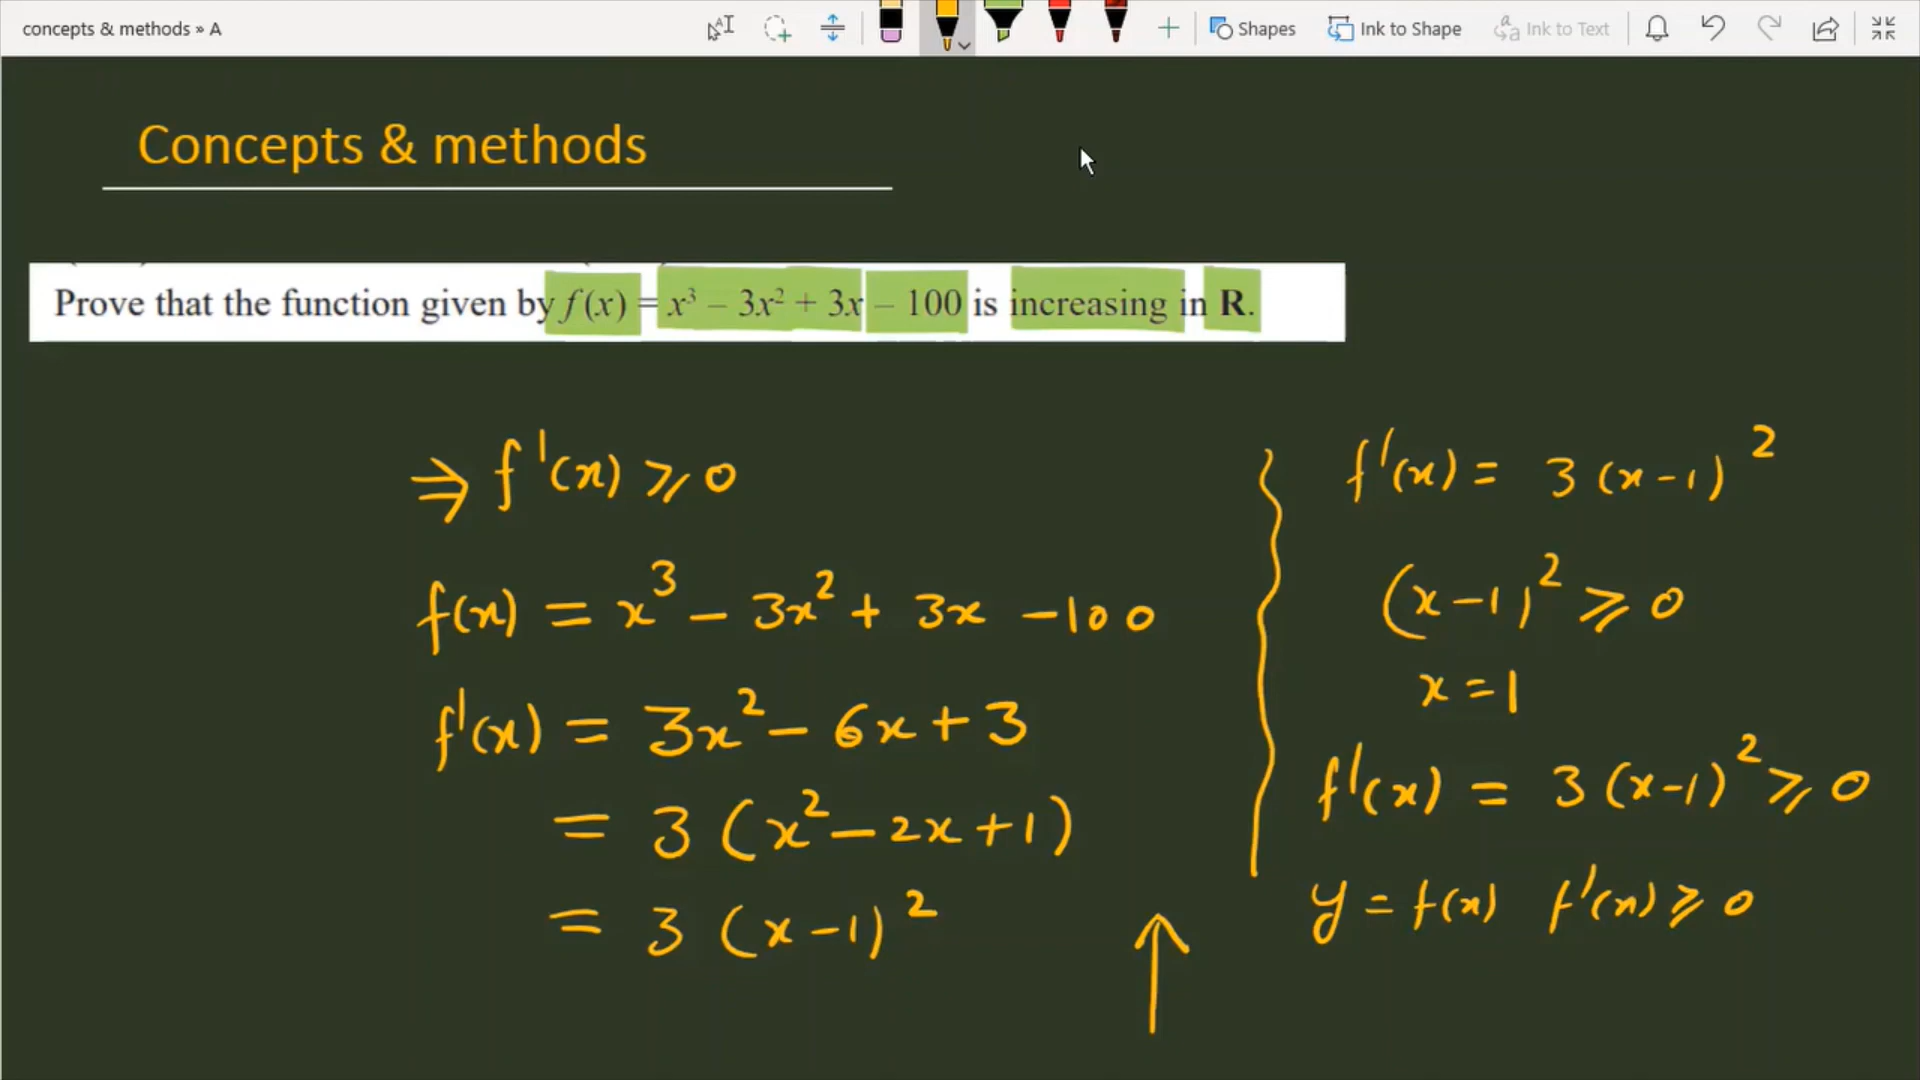 concepts & methods » A
Shapes
Ink to Shape
Ink to Text
Concepts & methods
Prove that the function given by f(x) = x³ – 3x² + 3x – 100 is increasing in R.
⇒ f'(x) ⩾ 0
f(x) = x³ – 3x² + 3x – 100
f'(x) = 3x² – 6x + 3
= 3 (x² – 2x + 1)
= 3 (x – 1)²
f'(x) = 3 (x – 1)²
(x – 1)² ⩾ 0
x = 1
f'(x) = 3 (x – 1)² ⩾ 0
y = f(x) f'(x) ⩾ 0